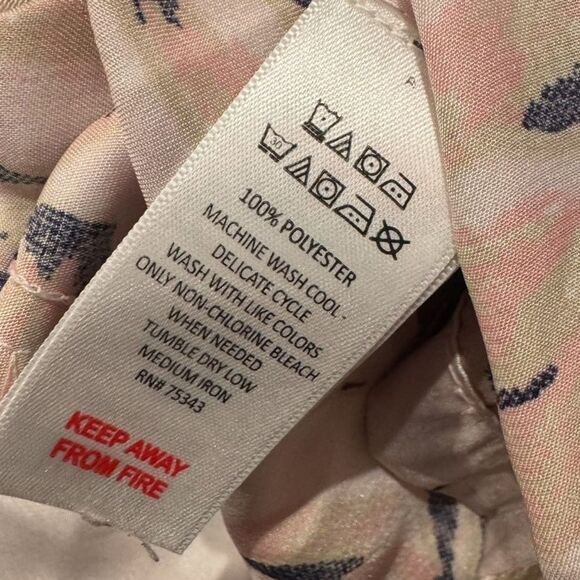 30
100% POLYESTER
MACHINE WASH COOL -
DELICATE CYCLE
WASH WITH LIKE COLORS
ONLY NON-CHLORINE BLEACH
WHEN NEEDED
TUMBLE DRY LOW
MEDIUM IRON
RN# 75343
KEEP AWAY
FROM FIRE